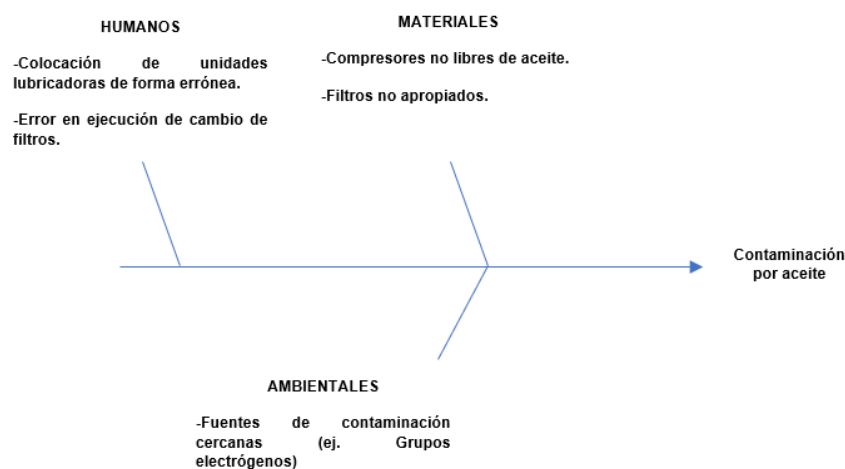 HUMANOS
-Colocación de unidades
lubricadoras de forma errónea.
-Error en ejecución de cambio de
filtros.
MATERIALES
-Compresores no libres de aceite.
-Filtros no apropiados.
Contaminación
por aceite
AMBIENTALES
-Fuentes de contaminación
cercanas (ej. Grupos
electrógenos)